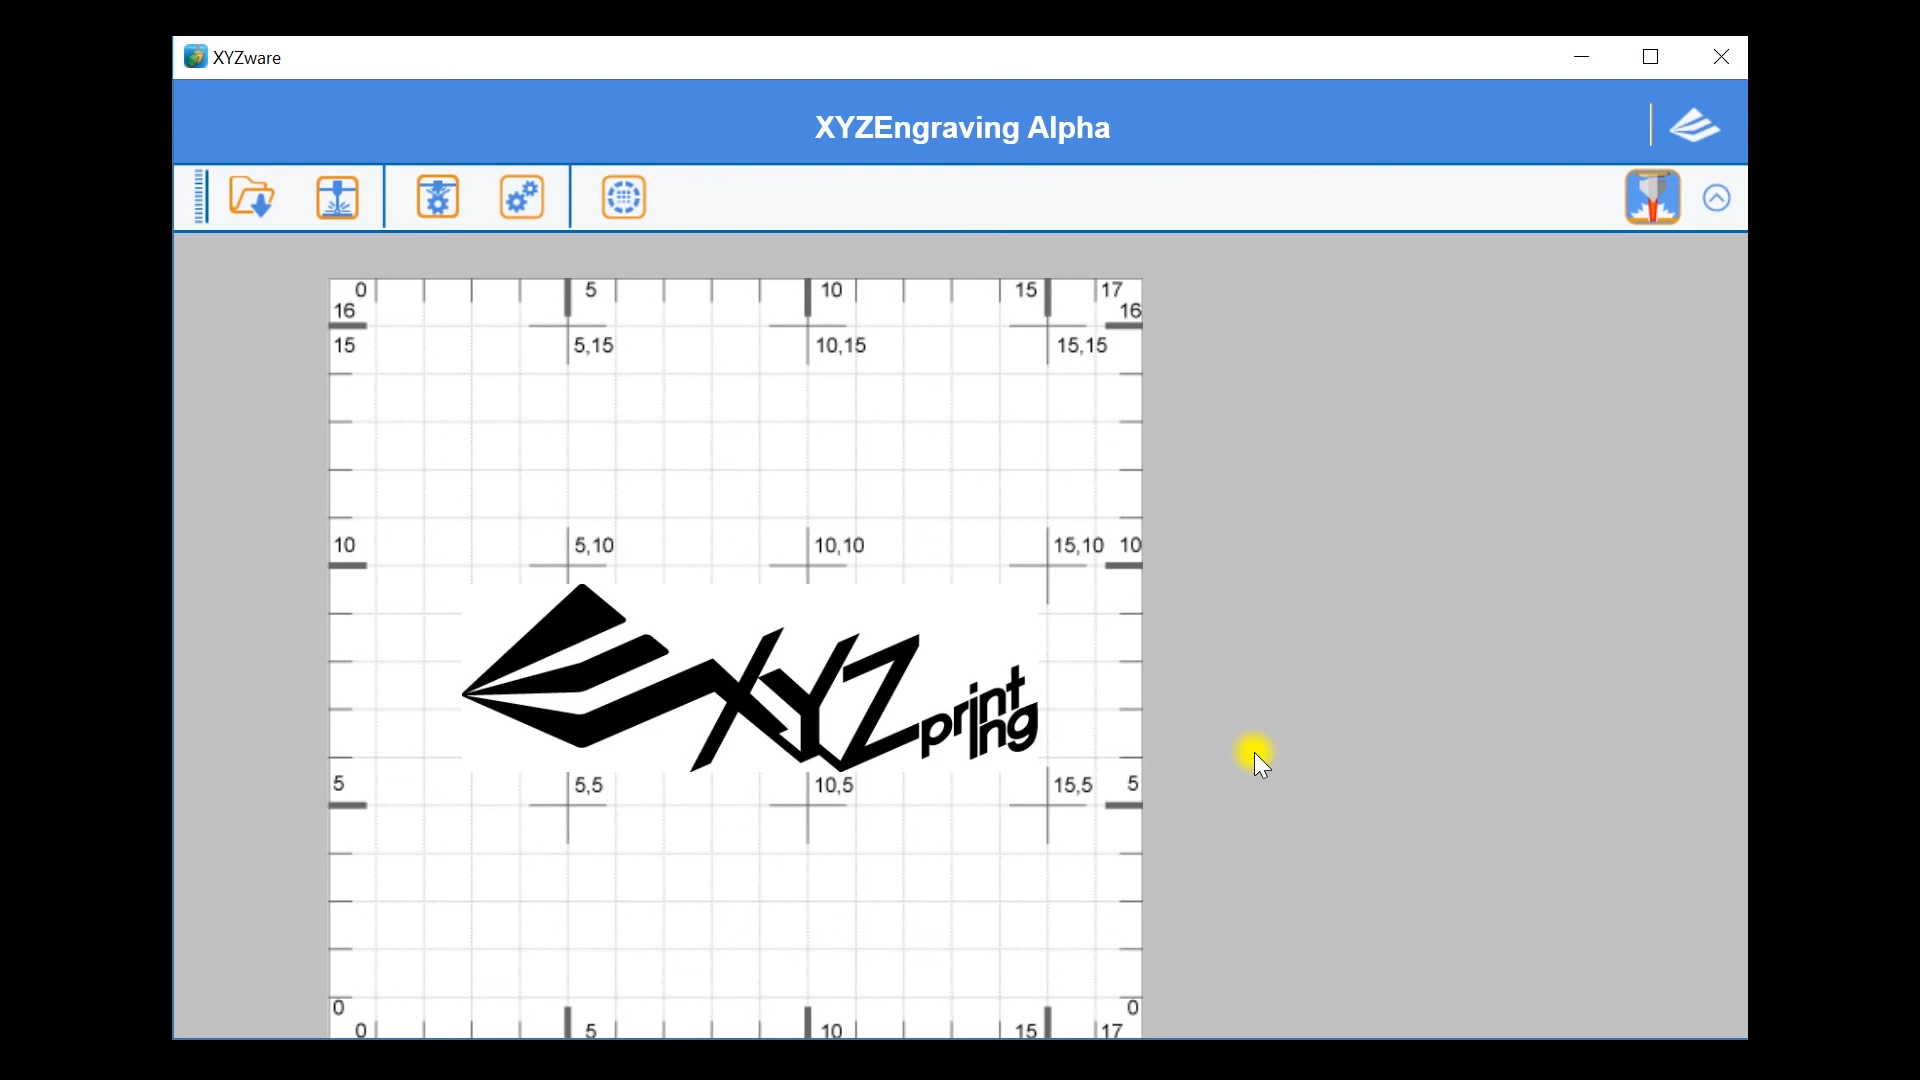 XYZware
XYZEngraving Alpha
0 5 10 15 17
16 16
15 5,15 10,15 15,15
10 5,10 10,10 15,10 10
XYZprinting
5 5,5 10,5 15,5 5
0 0
0 5 10 15 17